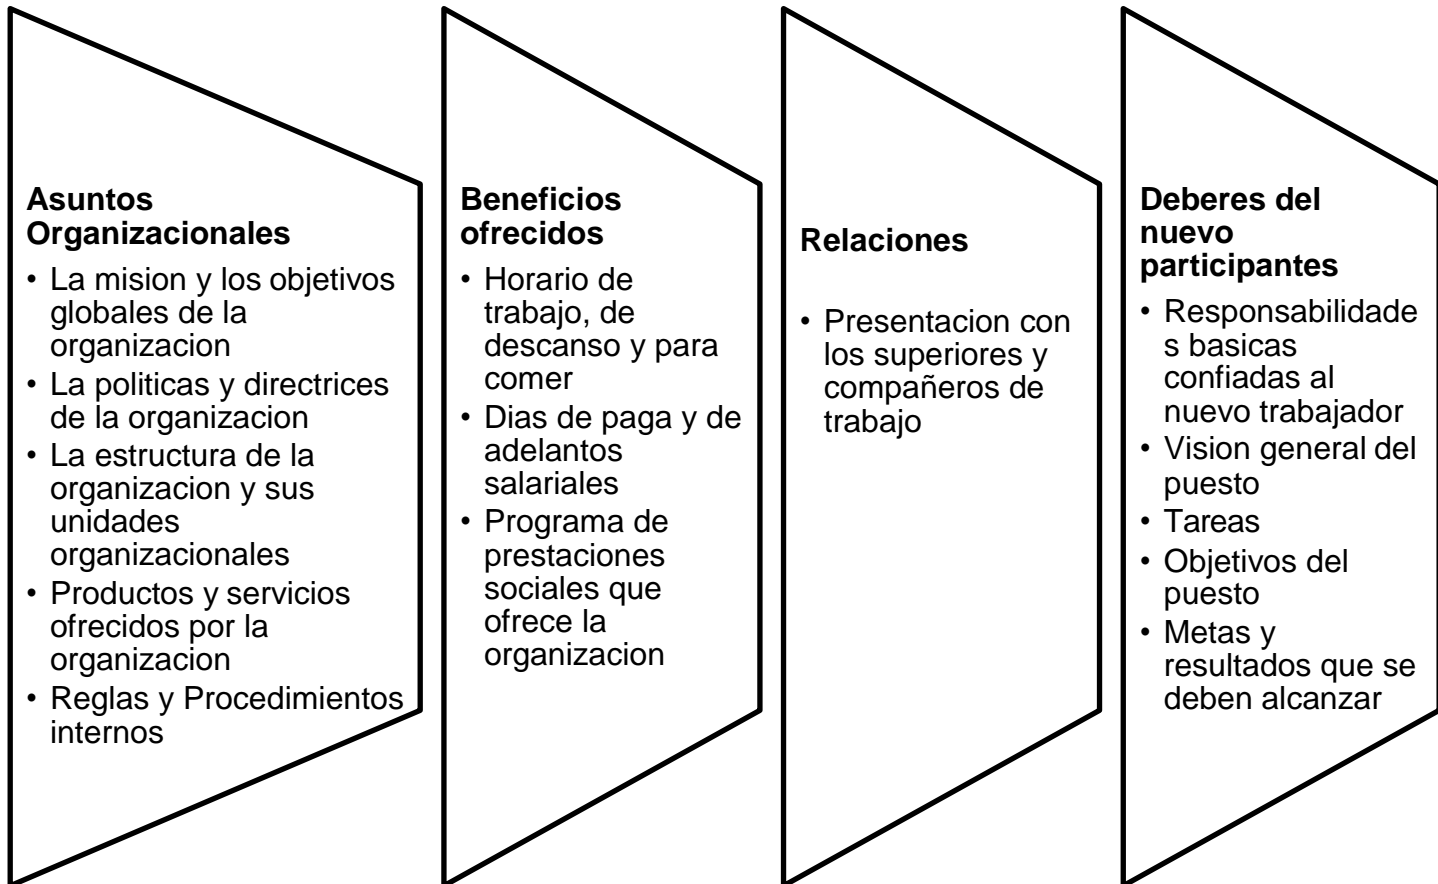 Asuntos
Organizacionales
• La mision y los objetivos
globales de la
organizacion
• La politicas y directrices
de la organizacion
• La estructura de la
organizacion y sus
unidades
organizacionales
• Productos y servicios
ofrecidos por la
organizacion
• Reglas y Procedimientos
internos
Beneficios
ofrecidos
• Horario de
trabajo, de
descanso y para
comer
• Dias de paga y de
adelantos
salariales
• Programa de
prestaciones
sociales que
ofrece la
organizacion
Relaciones
• Presentacion con
los superiores y
compañeros de
trabajo
Deberes del
nuevo
participantes
• Responsabilidade
s basicas
confiadas al
nuevo trabajador
• Vision general del
puesto
• Tareas
• Objetivos del
puesto
• Metas y
resultados que se
deben alcanzar